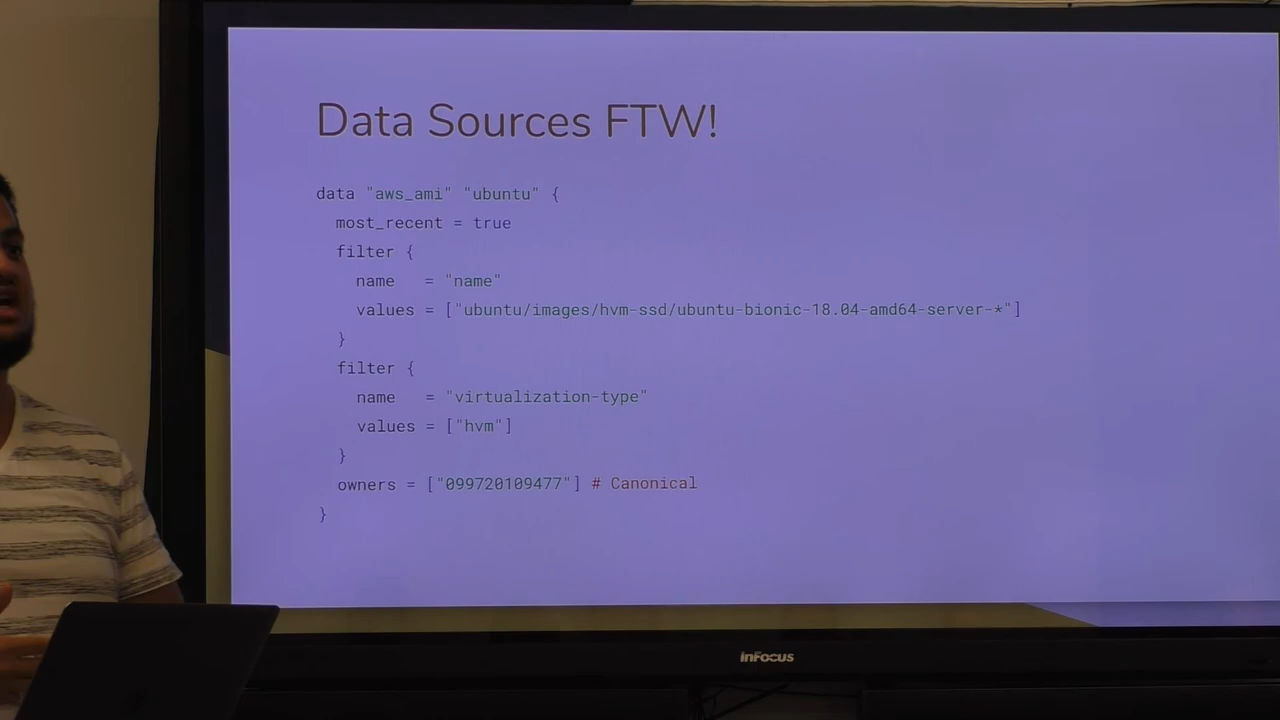 Data Sources FTW!
data "aws_ami" "ubuntu" {
  most_recent = true
  filter {
    name   = "name"
    values = ["ubuntu/images/hvm-ssd/ubuntu-bionic-18.04-amd64-server-*"]
  }
  filter {
    name   = "virtualization-type"
    values = ["hvm"]
  }
  owners = ["099720109477"] # Canonical
}
InFocus